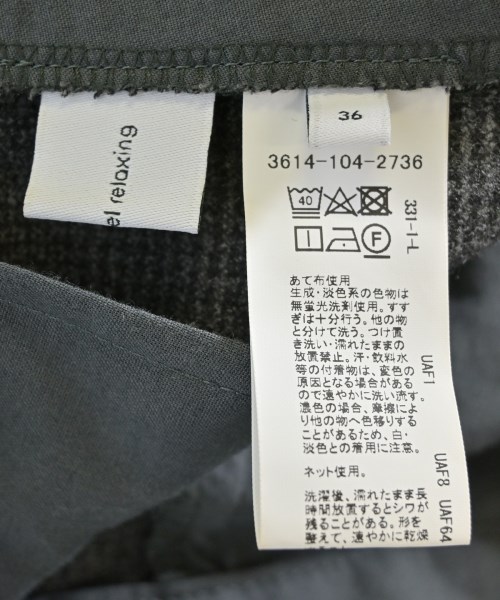 el relaxing
36
3614-104-2736
40
F
331-1-L
あて布使用
生成・淡色系の色物は
無蛍光洗剤使用。すす
ぎは十分行う。他の物
と分けて洗う。つけ置
き洗い・濡れたままの
放置禁止。汗・飲料水
等の付着物は、変色の
原因となる場合がある
ので速やかに洗い流す。
濃色の場合、摩擦によ
り他の物へ色移りする
ことがあるため、白・
淡色との着用に注意。
ネット使用。
洗濯後、濡れたまま長
時間放置するとシワが
残ることがある。形を
整えて、速やかに乾燥
UAF1
UAF8 UAF64